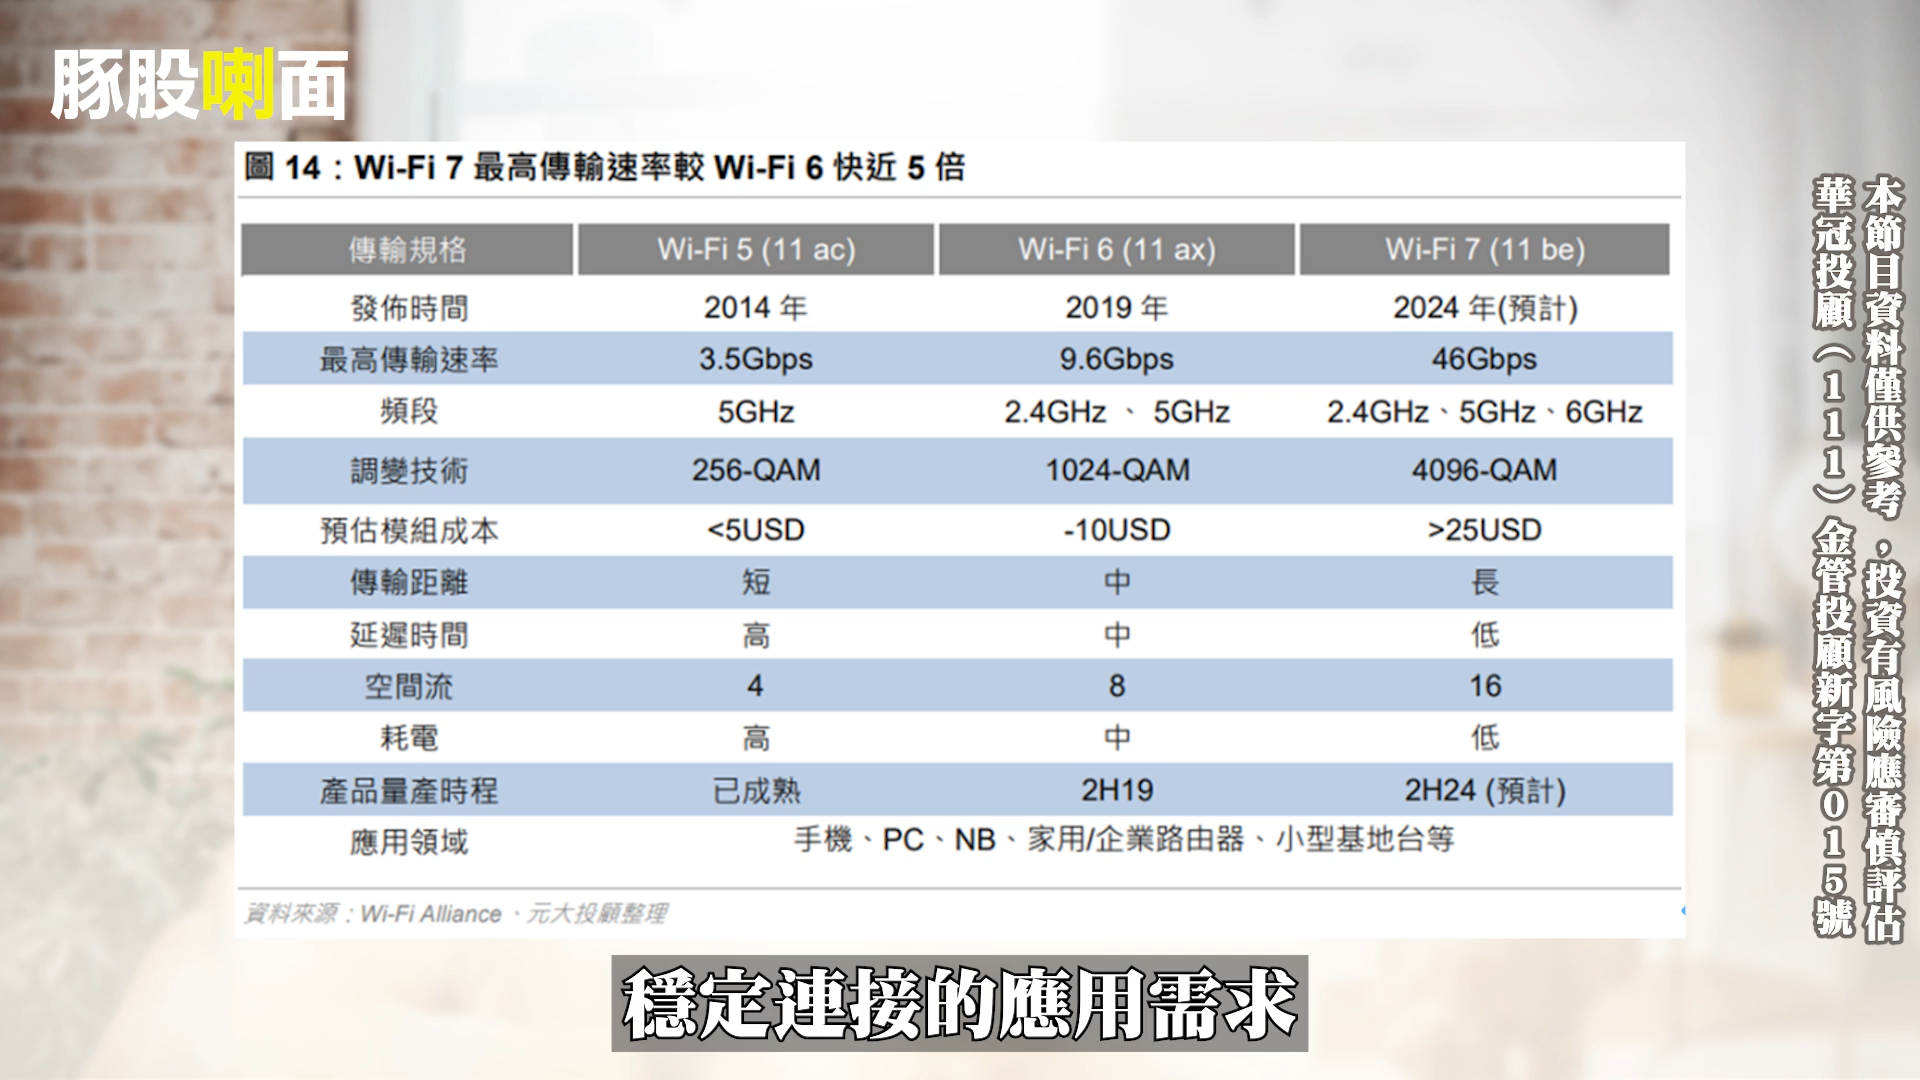 豚股喇面
圖 14：Wi-Fi 7 最高傳輸速率較 Wi-Fi 6 快近 5 倍
傳輸規格 Wi-Fi 5 (11 ac) Wi-Fi 6 (11 ax) Wi-Fi 7 (11 be)
發佈時間 2014 年 2019 年 2024 年(預計)
最高傳輸速率 3.5Gbps 9.6Gbps 46Gbps
頻段 5GHz 2.4GHz 、 5GHz 2.4GHz、5GHz、6GHz
調變技術 256-QAM 1024-QAM 4096-QAM
預估模組成本 <5USD -10USD >25USD
傳輸距離 短 中 長
延遲時間 高 中 低
空間流 4 8 16
耗電 高 中 低
產品量產時程 已成熟 2H19 2H24 (預計)
應用領域 手機、PC、NB、家用/企業路由器、小型基地台等
資料來源：Wi-Fi Alliance、元大投顧整理
本節目資料僅供參考，投資有風險應審慎評估
華冠投顧（111）金管投顧新字第015號
穩定連接的應用需求